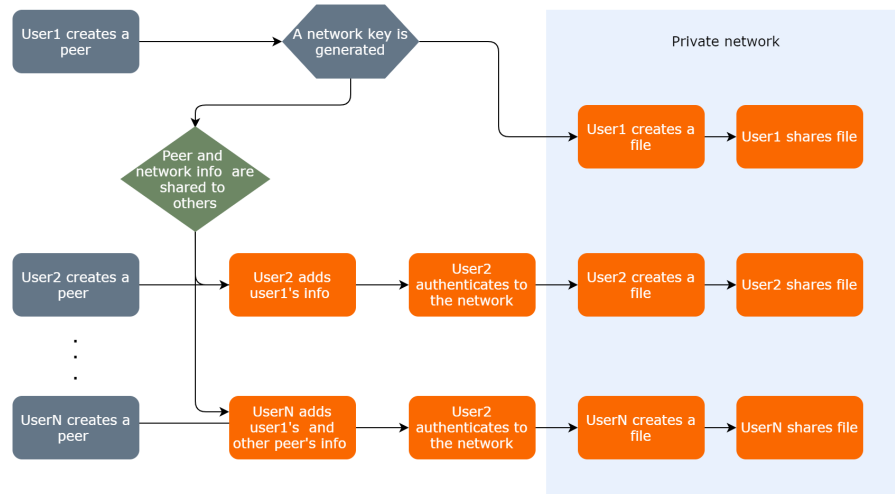 User1 creates a
peer
A network key is
generated
Private network
User1 creates a
file
User1 shares file
Peer and
network info  are
shared to
others
User2 creates a
peer
User2 adds
user1's info
User2
authenticates to
the network
User2 creates a
file
User2 shares file
.
.
.
UserN creates a
peer
UserN adds
user1's  and
other peer's info
User2
authenticates to
the network
UserN creates a
file
UserN shares file